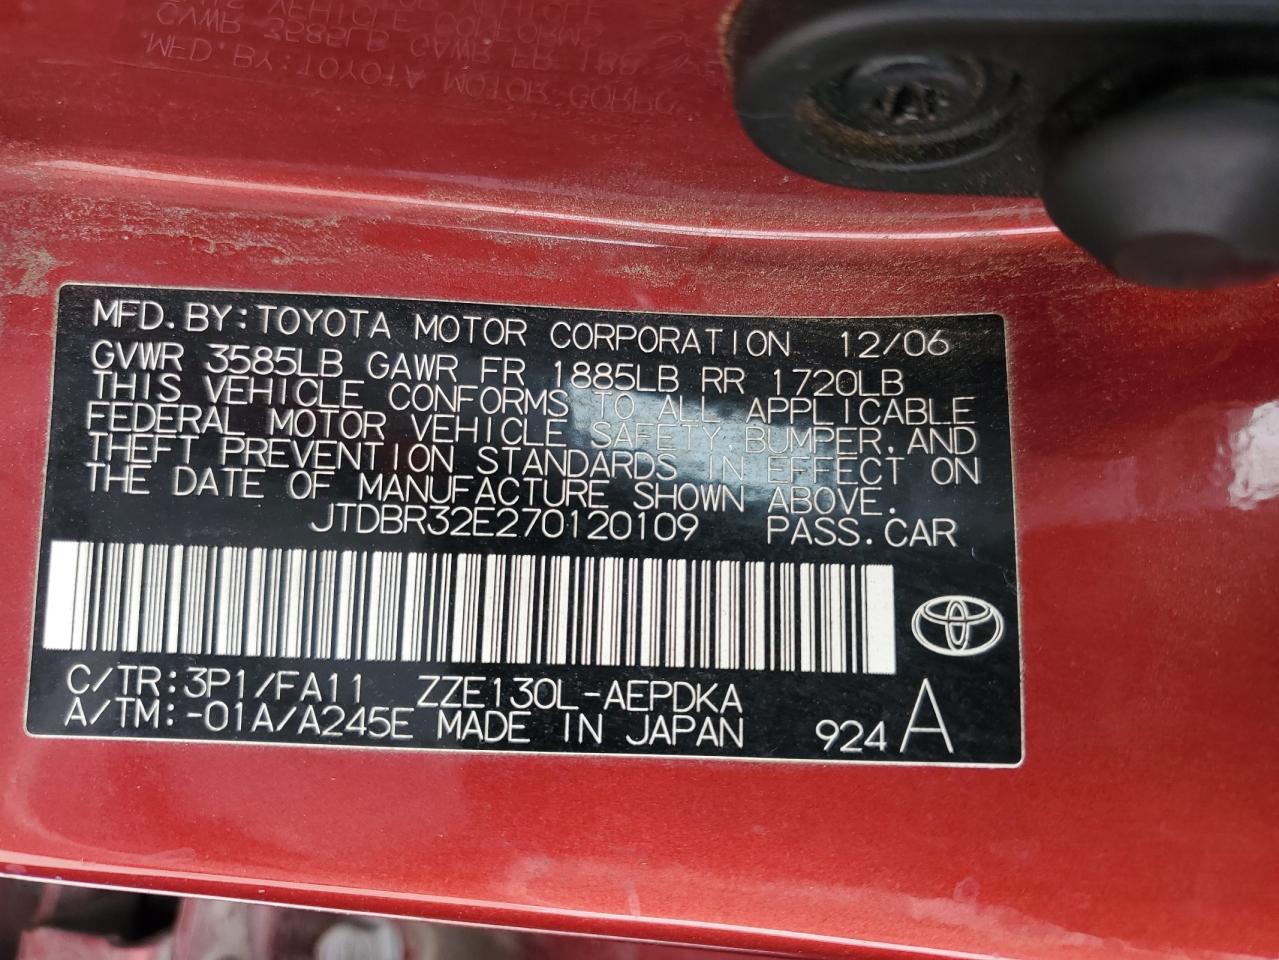 MFD.BY:TOYOTA MOTOR CORPORATION 12/06
GVWR 3585LB GAWR FR 1885LB RR 1720LB
THIS VEHICLE CONFORMS TO ALL APPLICABLE
FEDERAL MOTOR VEHICLE SAFETY,BUMPER,AND
THEFT PREVENTION STANDARDS IN EFFECT ON
THE DATE OF MANUFACTURE SHOWN ABOVE.
JTDBR32E270120109 PASS.CAR
C/TR:3P1/FA11 ZZE130L-AEPDKA
A/TM:-01A/A245E MADE IN JAPAN 924 A